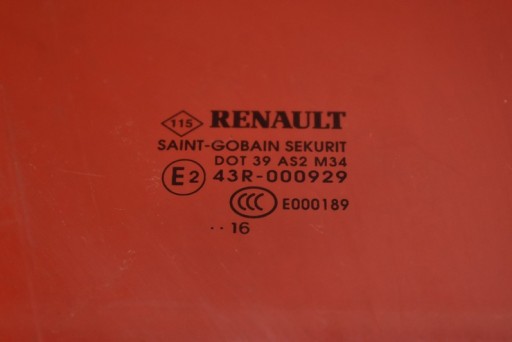 115 RENAULT
SAINT-GOBAIN SEKURIT
DOT 39 AS2 M34
E2 43R-000929
CCC E000189
·· 16